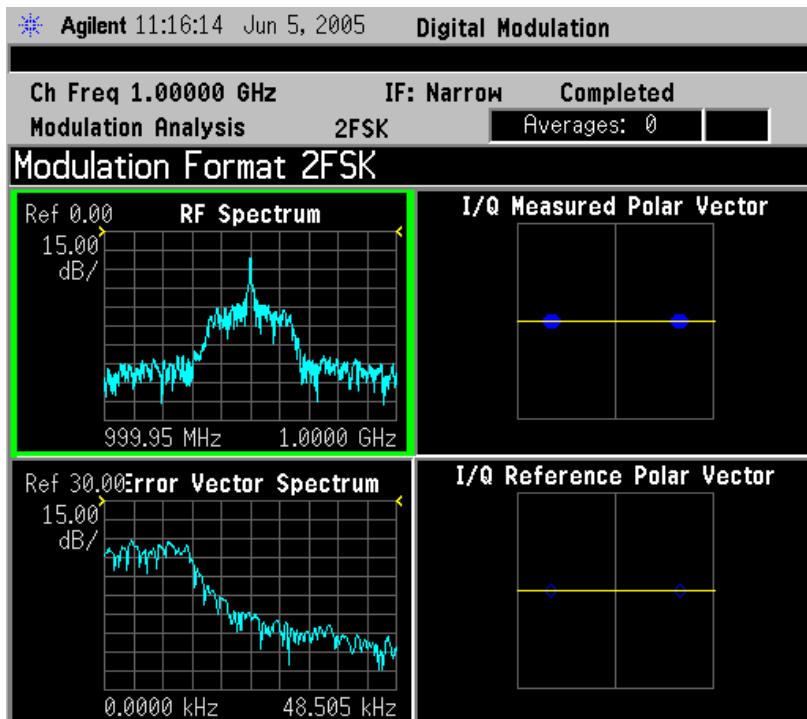 Agilent 11:16:14 Jun 5, 2005 Digital Modulation
Ch Freq 1.00000 GHz IF: Narrow Completed
Modulation Analysis 2FSK Averages: 0
Modulation Format 2FSK
Ref 0.00 RF Spectrum
15.00
dB/
999.95 MHz 1.0000 GHz
I/Q Measured Polar Vector
Ref 30.00 Error Vector Spectrum
15.00
dB/
0.0000 kHz 48.505 kHz
I/Q Reference Polar Vector